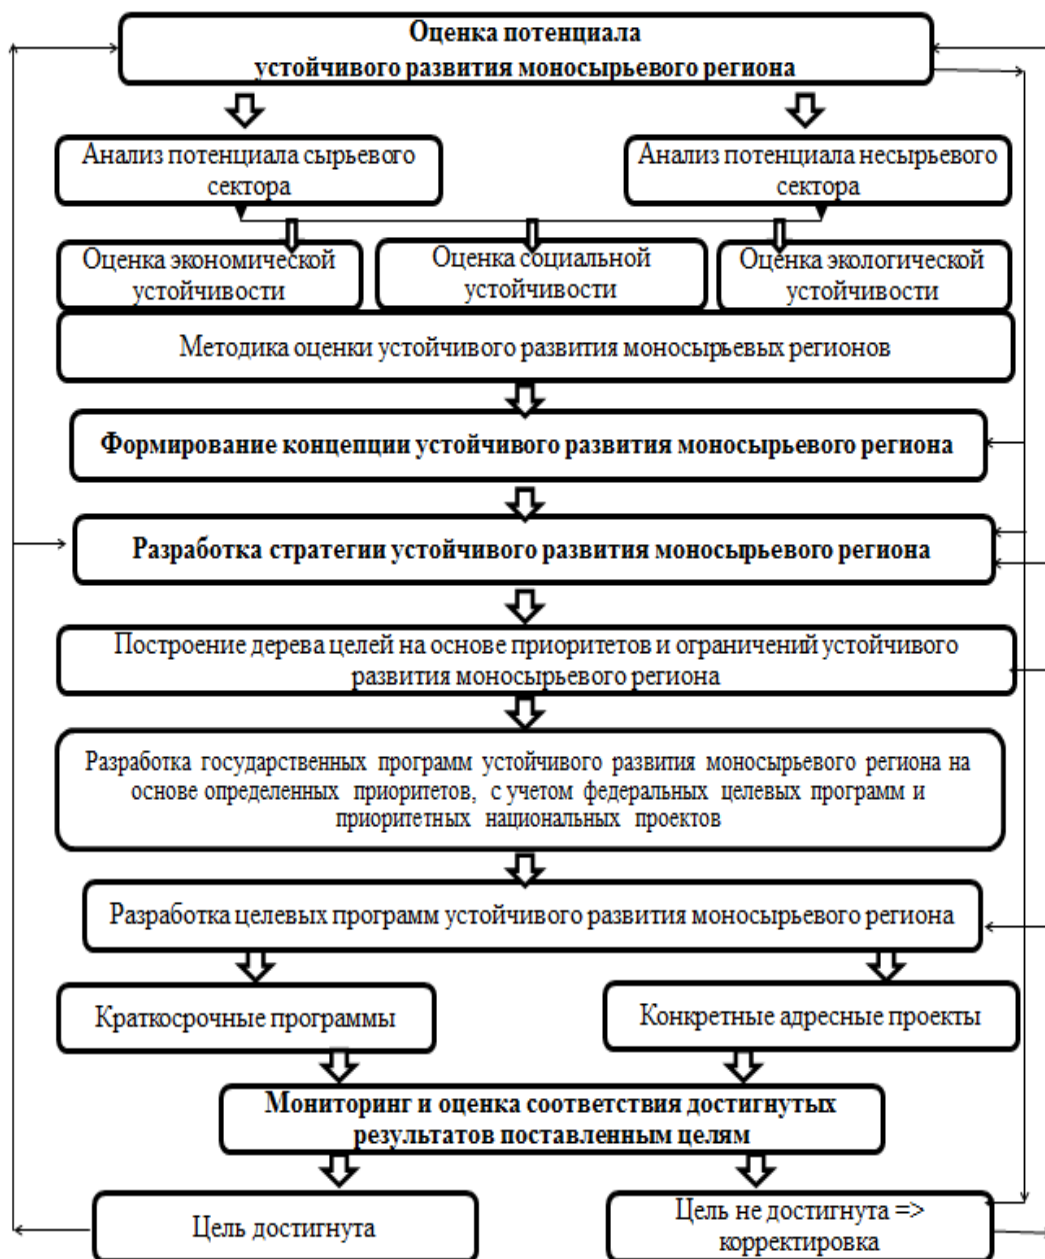 Оценка потенциала
устойчивого развития моносырьевого региона
Анализ потенциала сырьевого
сектора
Анализ потенциала несырьевого
сектора
Оценка экономической
устойчивости
Оценка социальной
устойчивости
Оценка экологической
устойчивости
Методика оценки устойчивого развития моносырьевых регионов
Формирование концепции устойчивого развития моносырьевого региона
Разработка стратегии устойчивого развития моносырьевого региона
Построение дерева целей на основе приоритетов и ограничений устойчивого
развития моносырьевого региона
Разработка государственных программ устойчивого развития моносырьевого региона на
основе определенных приоритетов, с учетом федеральных целевых программ и
приоритетных национальных проектов
Разработка целевых программ устойчивого развития моносырьевого региона
Краткосрочные программы
Конкретные адресные проекты
Мониторинг и оценка соответствия достигнутых
результатов поставленным целям
Цель достигнута
Цель не достигнута =>
корректировка